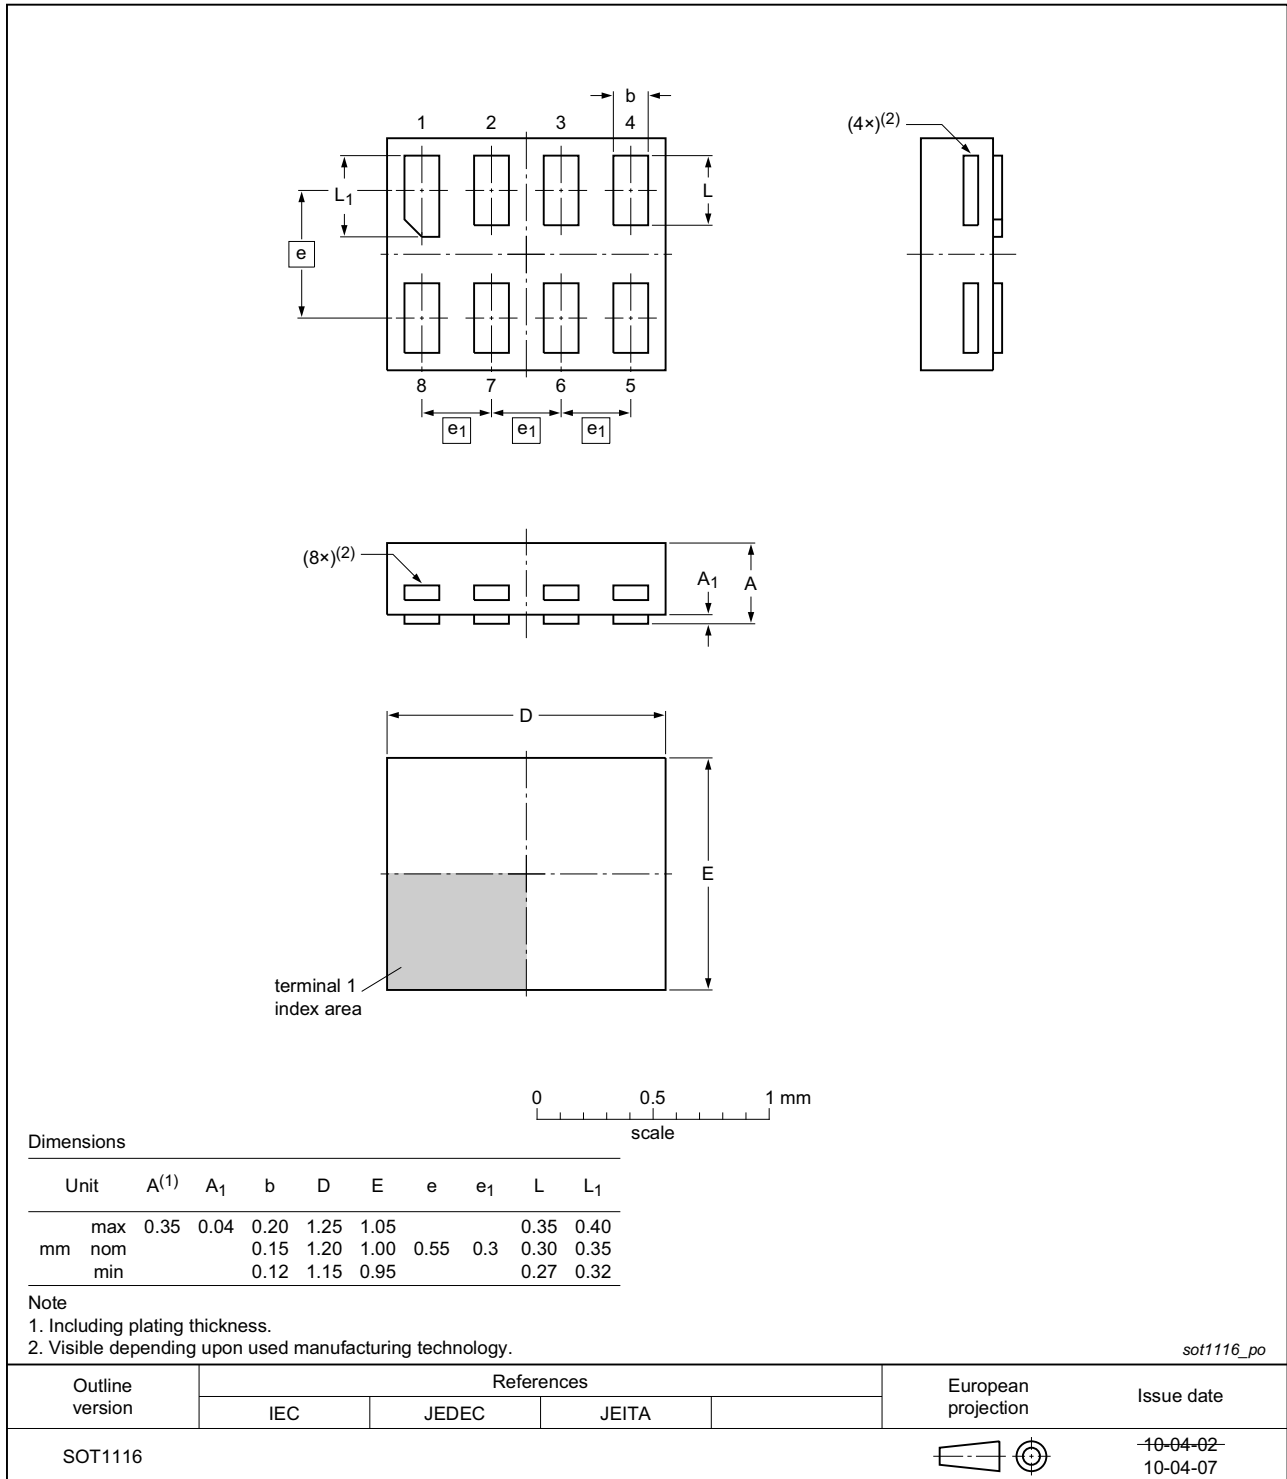 b
1 2 3 4
(4×)(2)
L1
L
e
8 7 6 5
e1 e1 e1
(8×)(2)
A1 A
D
E
terminal 1
index area
0 0.5 1 mm
scale
Dimensions
Unit A(1) A1 b D E e e1 L L1
max 0.35 0.04 0.20 1.25 1.05 0.35 0.40
mm nom 0.15 1.20 1.00 0.55 0.3 0.30 0.35
min 0.12 1.15 0.95 0.27 0.32
Note
1. Including plating thickness.
2. Visible depending upon used manufacturing technology.
sot1116_po
Outline
version
References
IEC JEDEC JEITA
European
projection
Issue date
SOT1116
10-04-02
10-04-07